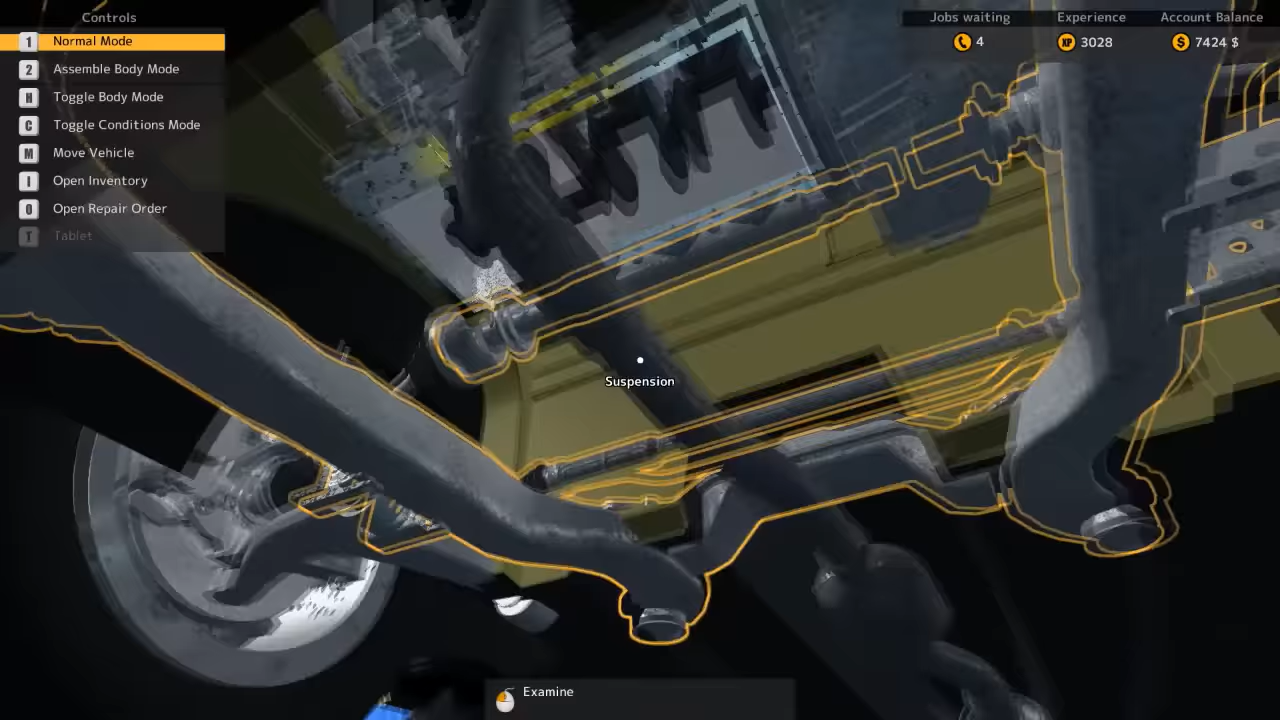 Controls
1 Normal Mode
2 Assemble Body Mode
H Toggle Body Mode
C Toggle Conditions Mode
M Move Vehicle
I Open Inventory
O Open Repair Order
T Tablet
Jobs waiting Experience Account Balance
4 XP 3028 $ 7424 $
Suspension
Examine